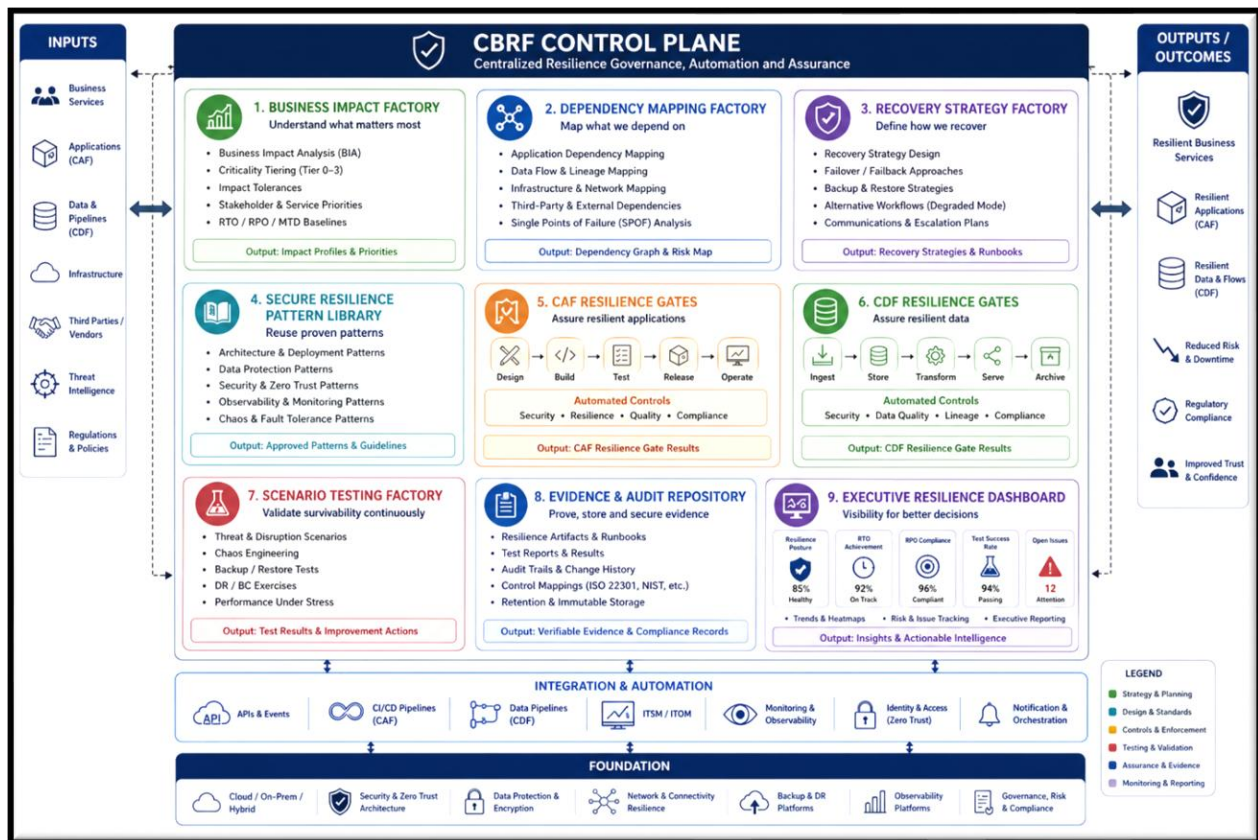 INPUTS
Business
Services
Applications
(CAF)
Data &
Pipelines
(CDF)
Infrastructure
Third Parties /
Vendors
Threat
Intelligence
Regulations
& Policies
CBRF CONTROL PLANE
Centralized Resilience Governance, Automation and Assurance
1. BUSINESS IMPACT FACTORY
Understand what matters most
• Business Impact Analysis (BIA)
• Criticality Tiering (Tier 0–3)
• Impact Tolerances
• Stakeholder & Service Priorities
• RTO / RPO / MTD Baselines
Output: Impact Profiles & Priorities
2. DEPENDENCY MAPPING FACTORY
Map what we depend on
• Application Dependency Mapping
• Data Flow & Lineage Mapping
• Infrastructure & Network Mapping
• Third-Party & External Dependencies
• Single Points of Failure (SPOF) Analysis
Output: Dependency Graph & Risk Map
3. RECOVERY STRATEGY FACTORY
Define how we recover
• Recovery Strategy Design
• Failover / Failback Approaches
• Backup & Restore Strategies
• Alternative Workflows (Degraded Mode)
• Communications & Escalation Plans
Output: Recovery Strategies & Runbooks
4. SECURE RESILIENCE
PATTERN LIBRARY
Reuse proven patterns
• Architecture & Deployment Patterns
• Data Protection Patterns
• Security & Zero Trust Patterns
• Observability & Monitoring Patterns
• Chaos & Fault Tolerance Patterns
Output: Approved Patterns & Guidelines
5. CAF RESILIENCE GATES
Assure resilient applications
Design
Build
Test
Release
Operate
Automated Controls
Security • Resilience • Quality • Compliance
Output: CAF Resilience Gate Results
6. CDF RESILIENCE GATES
Assure resilient data
Ingest
Store
Transform
Serve
Archive
Automated Controls
Security • Data Quality • Lineage • Compliance
Output: CDF Resilience Gate Results
7. SCENARIO TESTING FACTORY
Validate survivability continuously
• Threat & Disruption Scenarios
• Chaos Engineering
• Backup / Restore Tests
• DR / BC Exercises
• Performance Under Stress
Output: Test Results & Improvement Actions
8. EVIDENCE & AUDIT REPOSITORY
Prove, store and secure evidence
• Resilience Artifacts & Runbooks
• Test Reports & Results
• Audit Trails & Change History
• Control Mappings (ISO 22301, NIST, etc.)
• Retention & Immutable Storage
Output: Verifiable Evidence & Compliance Records
9. EXECUTIVE RESILIENCE DASHBOARD
Visibility for better decisions
Resilience
Posture
85%
Healthy
RTO
Achievement
92%
On Track
RPO Compliance
96%
Compliant
Test Success
Rate
94%
Passing
Open Issues
12
Attention
• Trends & Heatmaps • Risk & Issue Tracking • Executive Reporting
Output: Insights & Actionable Intelligence
OUTPUTS /
OUTCOMES
Resilient Business
Services
Resilient
Applications
(CAF)
Resilient
Data & Flows
(CDF)
Reduced Risk
& Downtime
Regulatory
Compliance
Improved Trust
& Confidence
INTEGRATION & AUTOMATION
API
APIs & Events
CI/CD Pipelines
(CAF)
Data Pipelines
(CDF)
ITSM / ITOM
Monitoring &
Observability
Identity & Access
(Zero Trust)
Notification &
Orchestration
LEGEND
Strategy & Planning
Design & Standards
Controls & Enforcement
Testing & Validation
Assurance & Evidence
Monitoring & Reporting
FOUNDATION
Cloud / On-Prem /
Hybrid
Security & Zero Trust
Architecture
Data Protection &
Encryption
Network & Connectivity
Resilience
Backup & DR
Platforms
Observability
Platforms
Governance, Risk
& Compliance